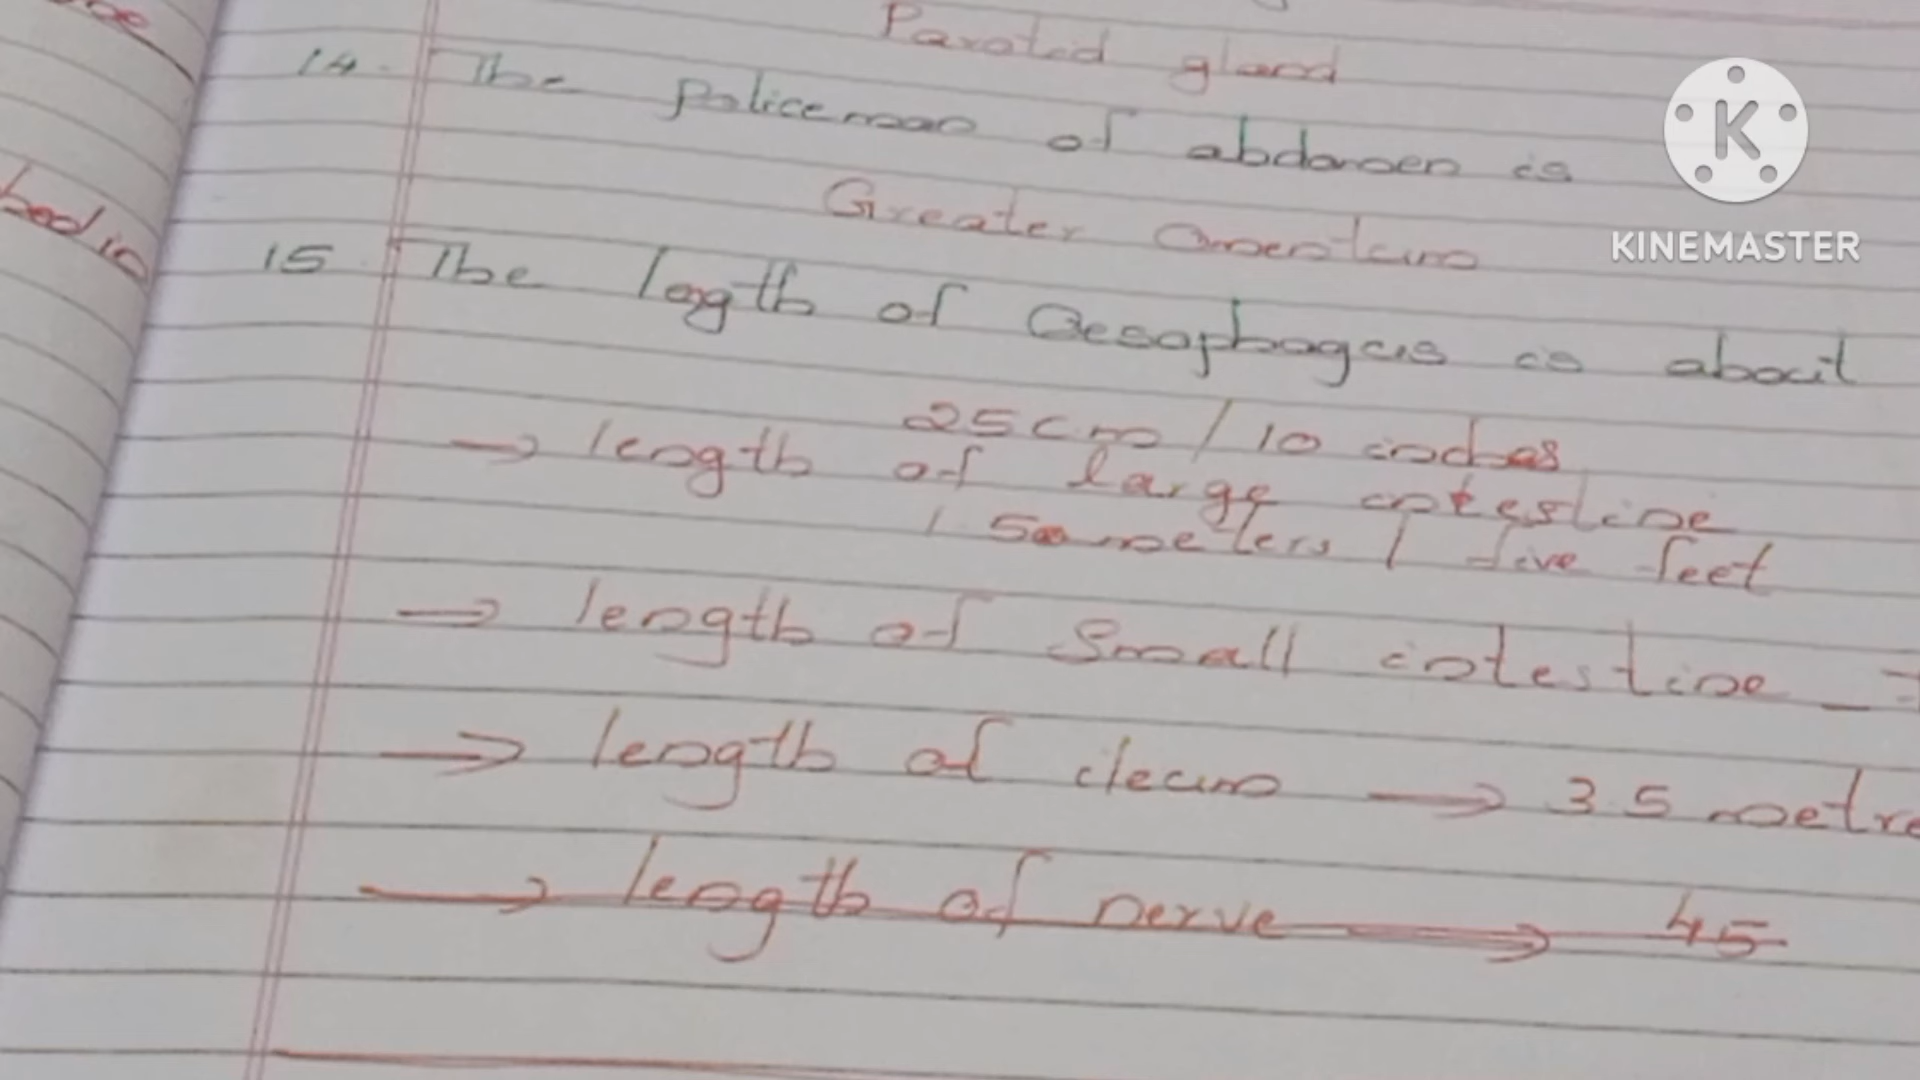 Parotid gland
14. The policeman of abdomen is
Greater Omentum
15 The length of Oesophagus is about
25cm / 10 inches
→ length of large intestine
1 5 meters / five feet
→ length of Small intestine
→ length of ileum → 3 5 metre
→ length of nerve → 45
bed in
KINEMASTER